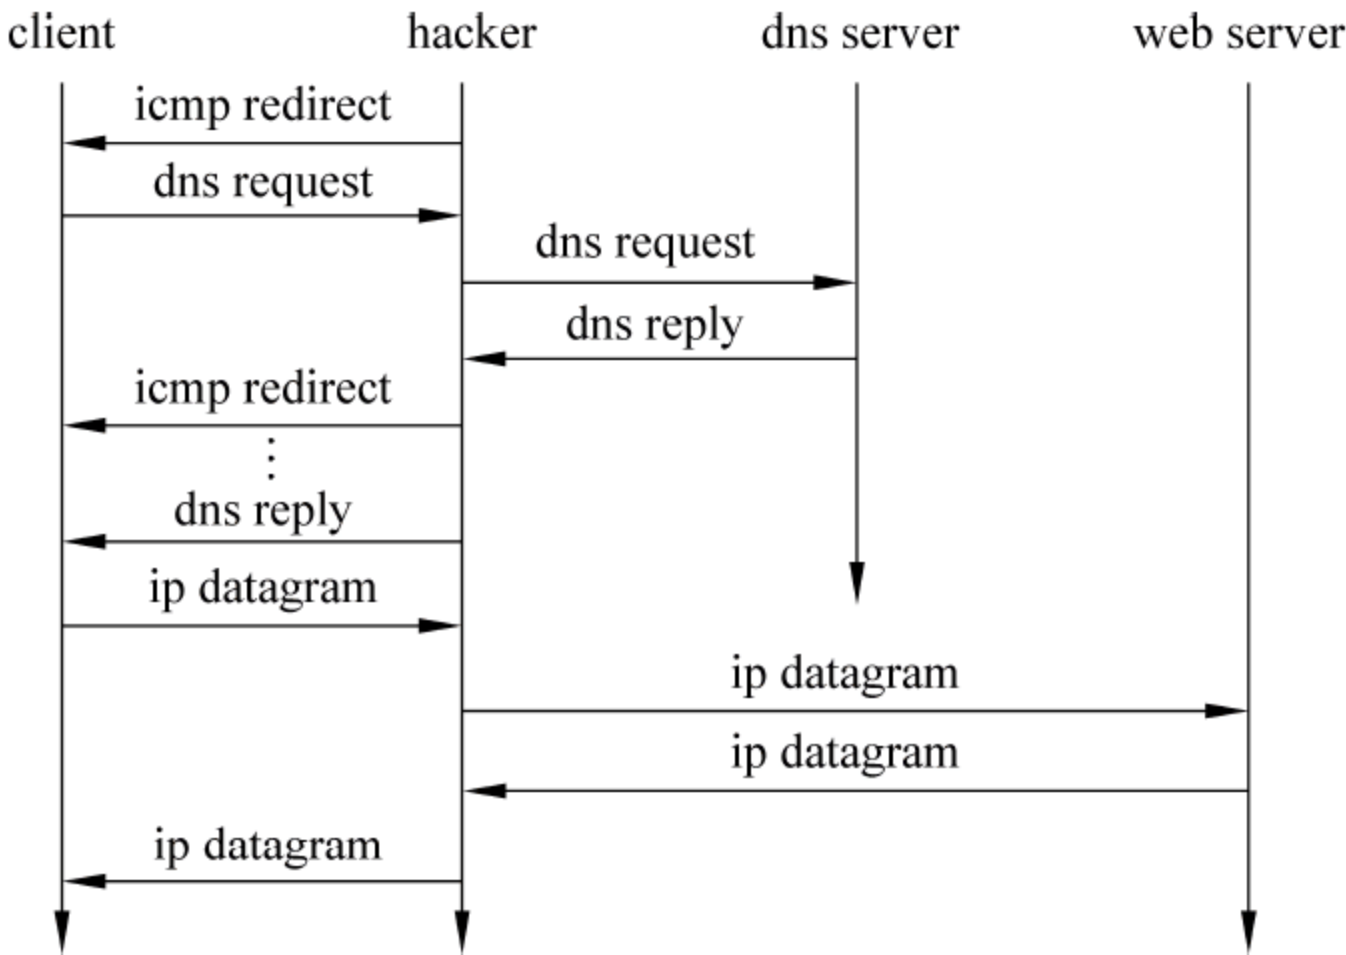 client hacker dns server web server
icmp redirect
dns request
dns request
dns reply
icmp redirect
dns reply
ip datagram
ip datagram
ip datagram
ip datagram